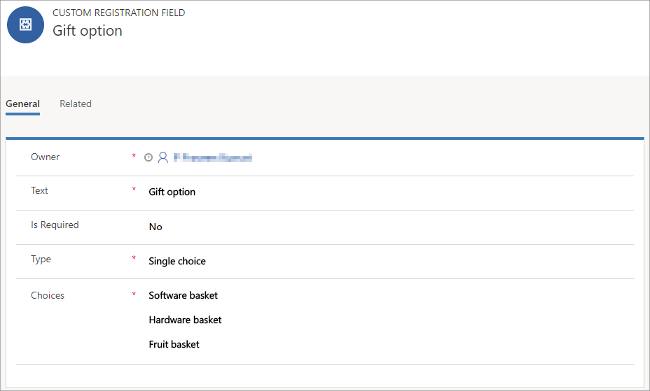 CUSTOM REGISTRATION FIELD
Gift option
General Related
Owner *
Text * Gift option
Is Required No
Type * Single choice
Choices * Software basket
Hardware basket
Fruit basket